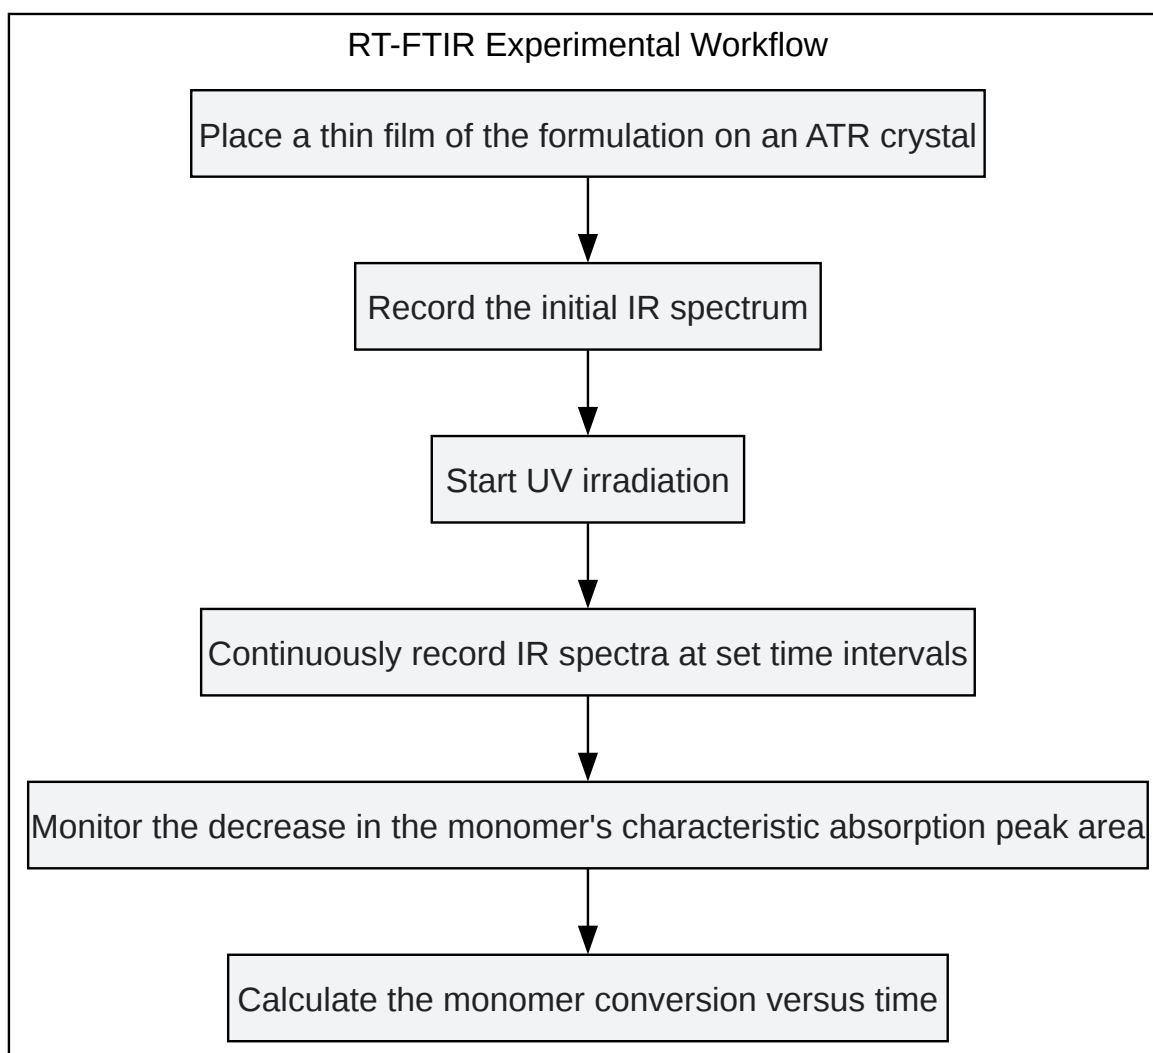 RT-FTIR Experimental Workflow
Place a thin film of the formulation on an ATR crystal
Record the initial IR spectrum
Start UV irradiation
Continuously record IR spectra at set time intervals
Monitor the decrease in the monomer's characteristic absorption peak area
Calculate the monomer conversion versus time